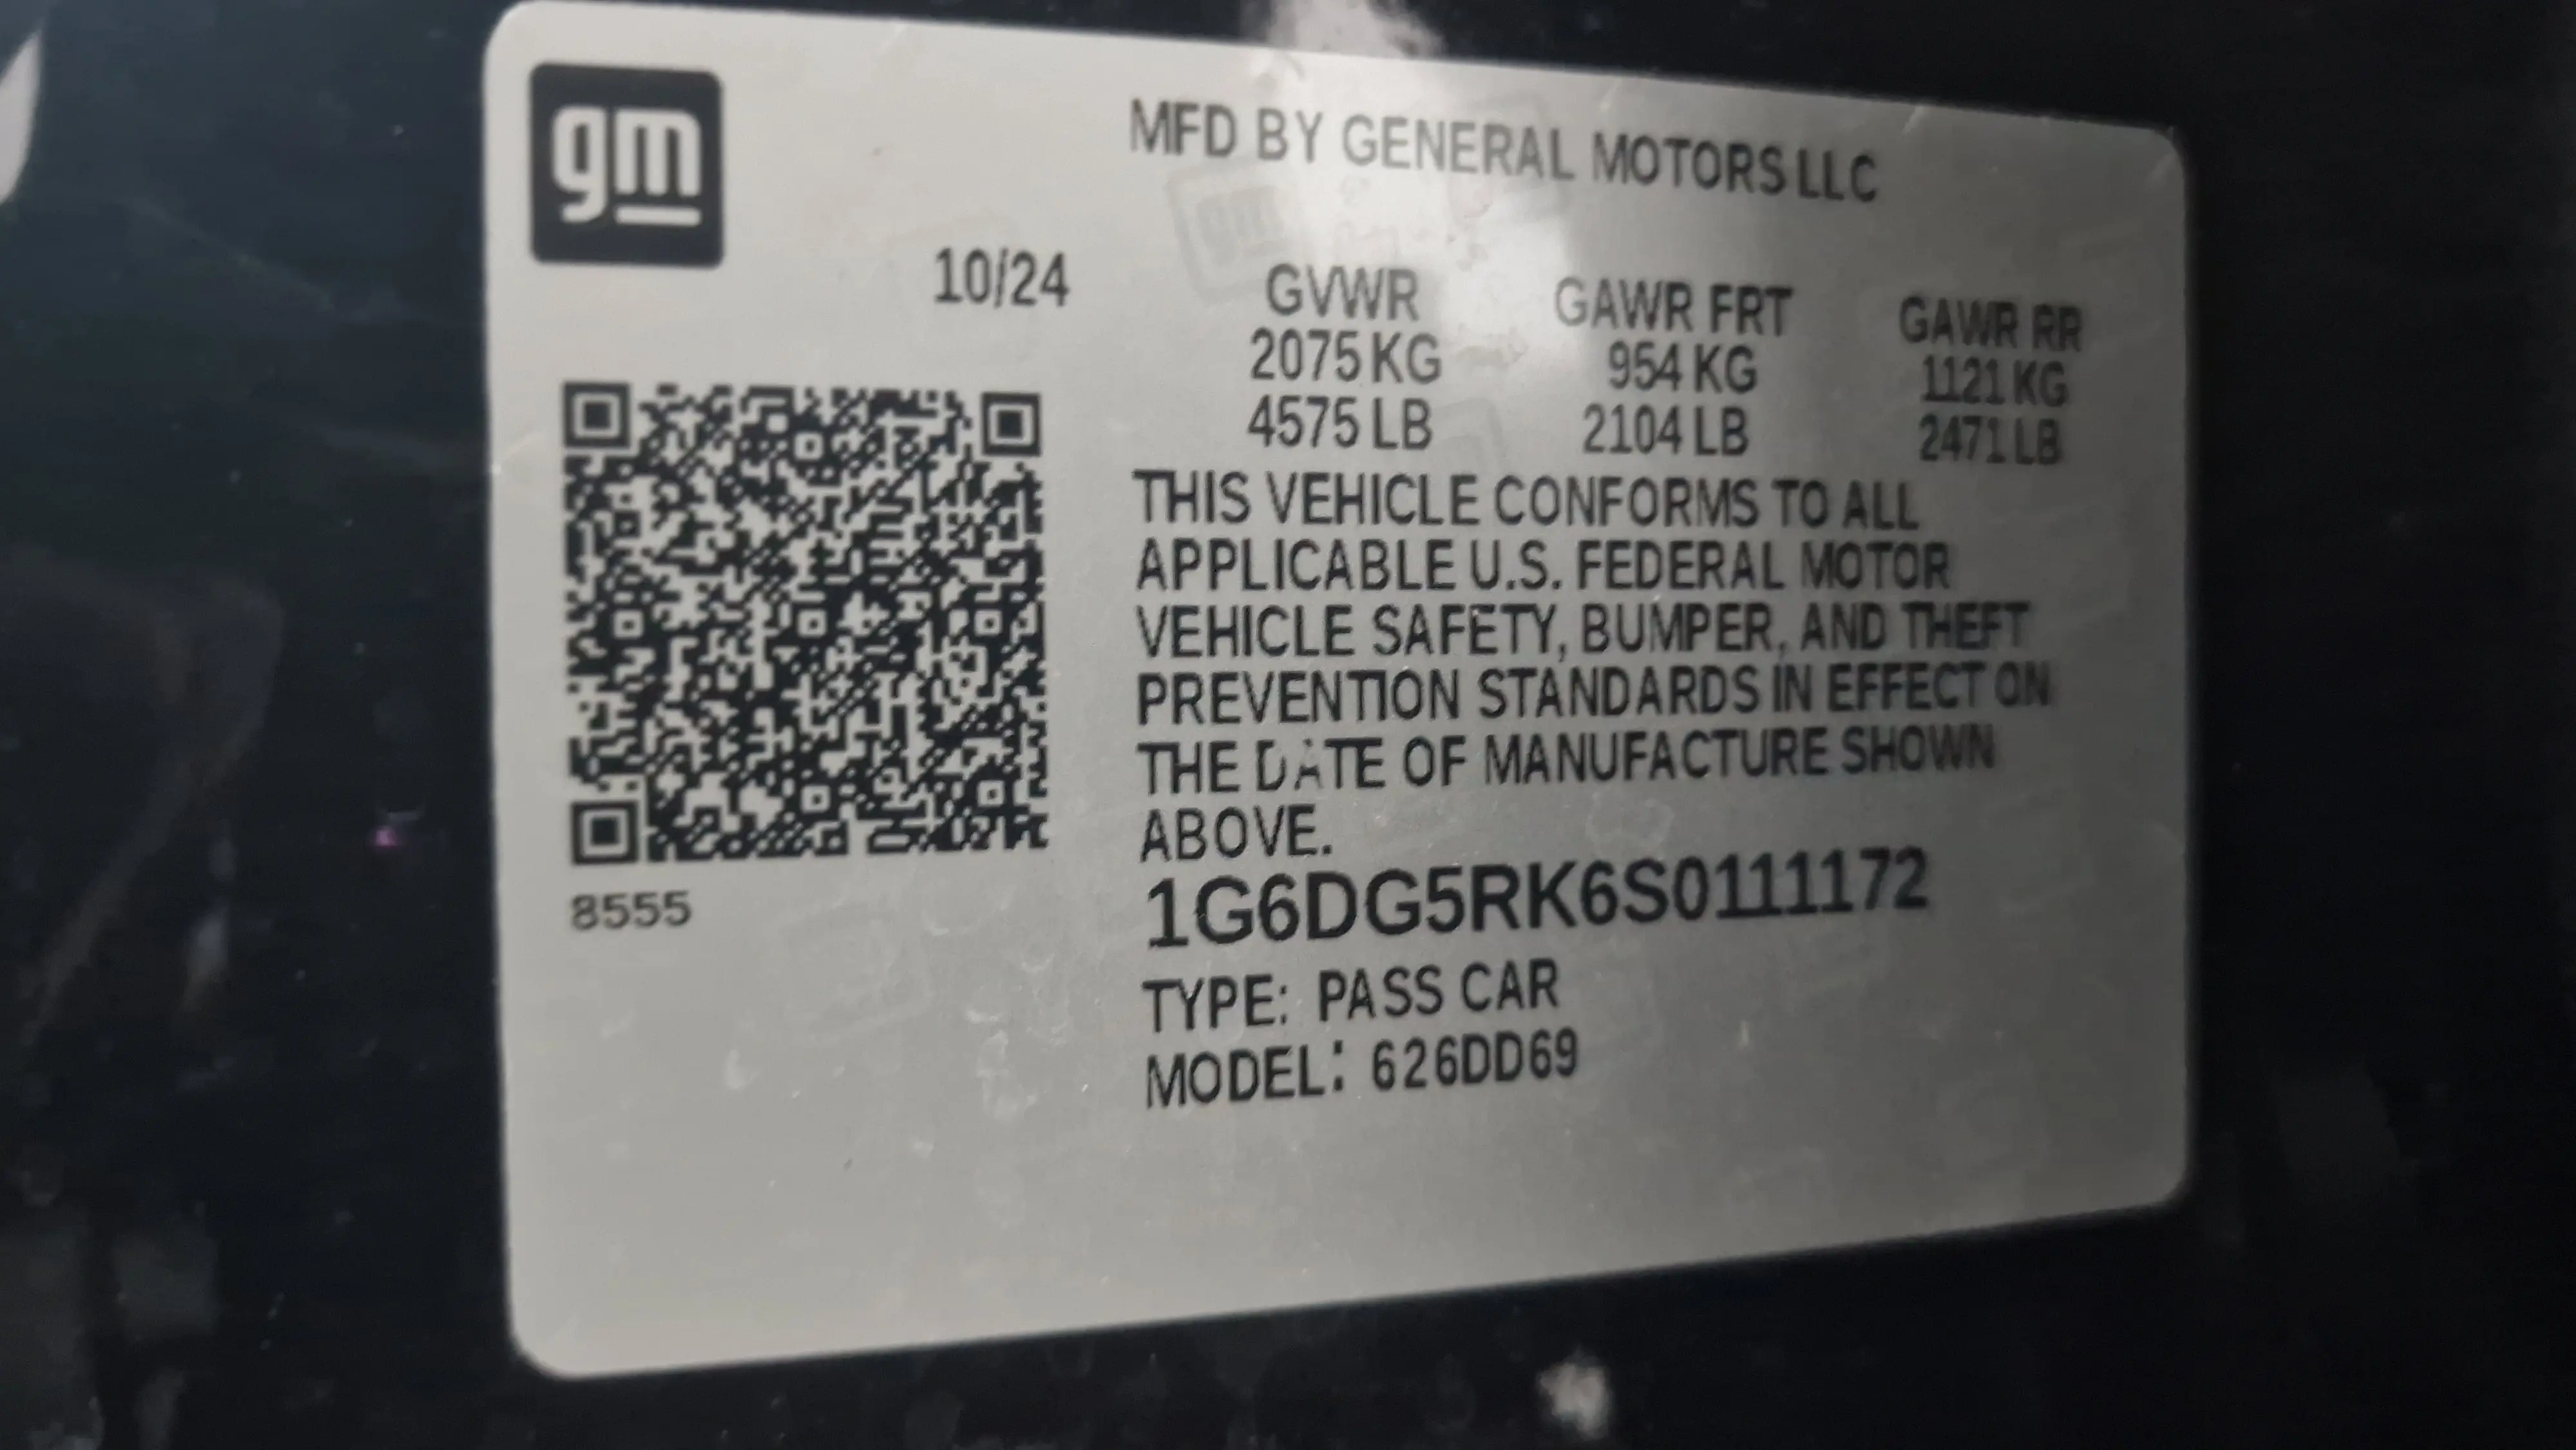 gm
MFD BY GENERAL MOTORS LLC
10/24
GVWR GAWR FRT GAWR RR
2075 KG 954 KG 1121 KG
4575 LB 2104 LB 2471 LB
THIS VEHICLE CONFORMS TO ALL
APPLICABLE U.S. FEDERAL MOTOR
VEHICLE SAFETY, BUMPER, AND THEFT
PREVENTION STANDARDS IN EFFECT ON
THE DATE OF MANUFACTURE SHOWN
ABOVE.
8555
1G6DG5RK6S0111172
TYPE: PASS CAR
MODEL: 626DD69